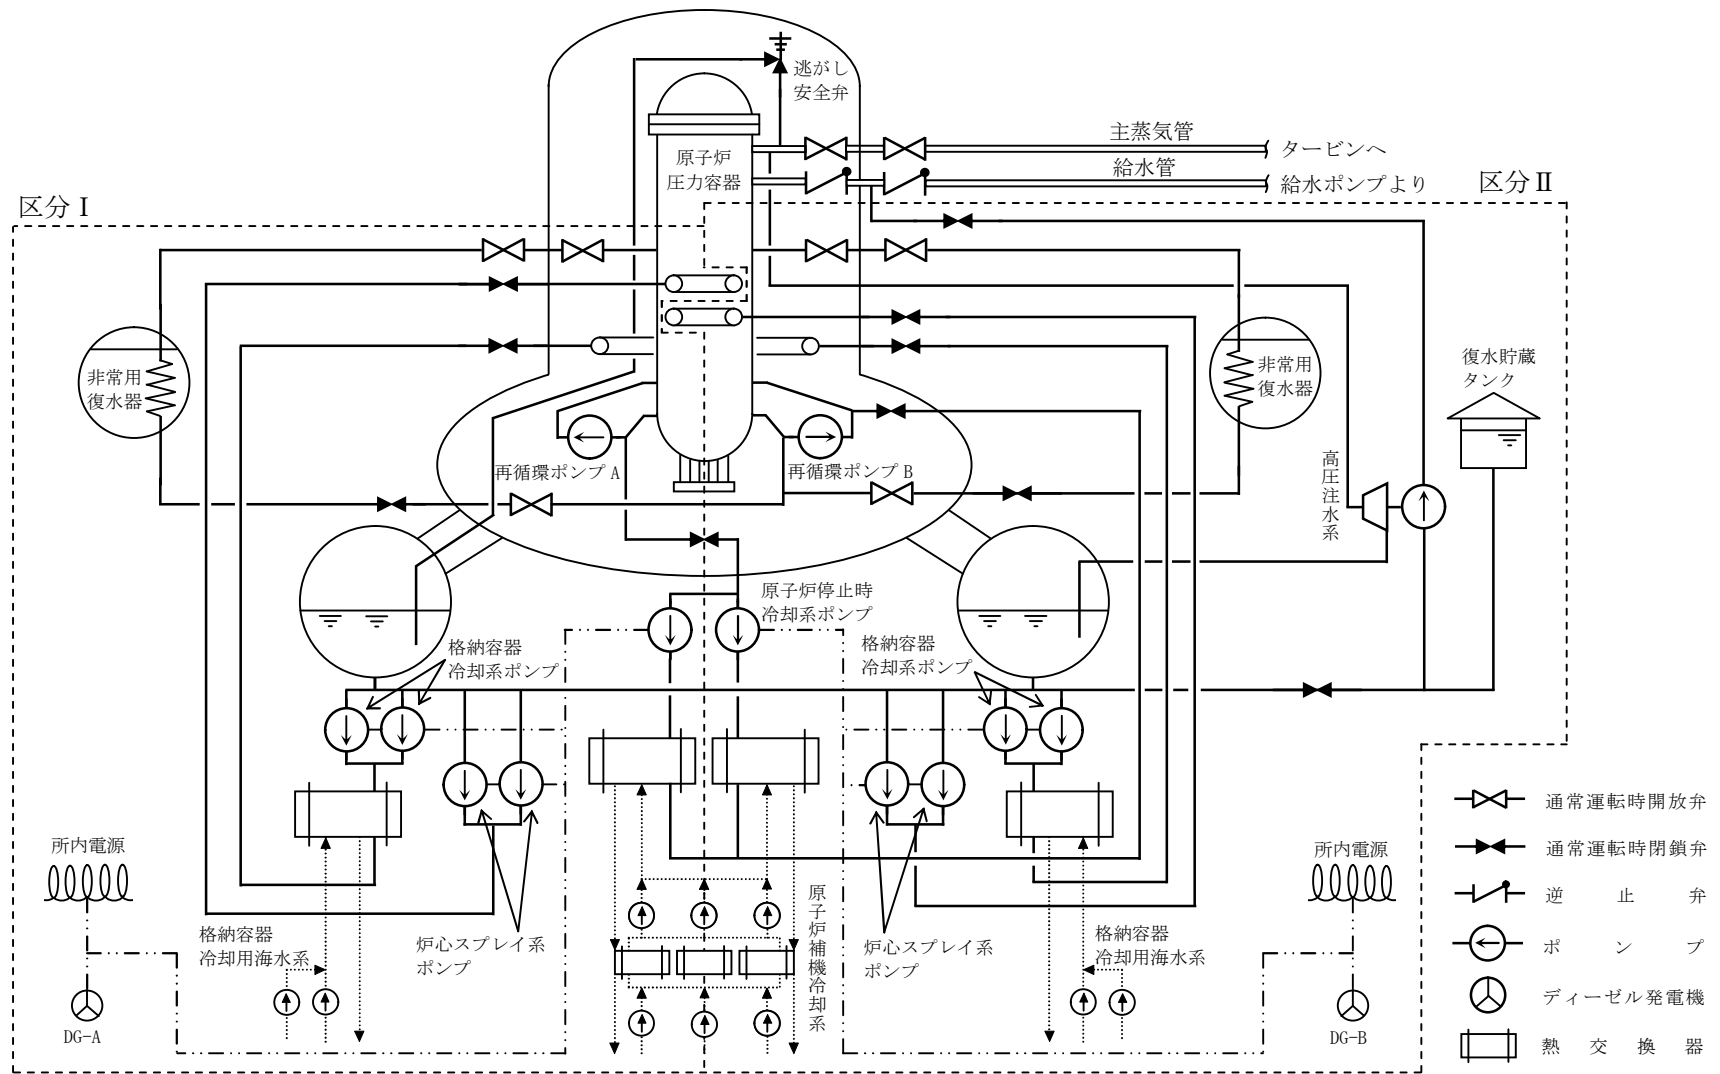 逃がし
安全弁
主蒸気管
タービンへ
原子炉
圧力容器
給水管
給水ポンプより
区分Ⅰ
区分Ⅱ
非常用
復水器
非常用
復水器
復水貯蔵
タンク
再循環ポンプA
再循環ポンプB
高圧注水系
原子炉停止時
冷却系ポンプ
格納容器
冷却系ポンプ
格納容器
冷却系ポンプ
所内電源
DG-A
格納容器
冷却用海水系
炉心スプレイ系
ポンプ
原子炉補機冷却系
炉心スプレイ系
ポンプ
格納容器
冷却用海水系
所内電源
DG-B
通常運転時開放弁
通常運転時閉鎖弁
逆止弁
ポンプ
ディーゼル発電機
熱交換器